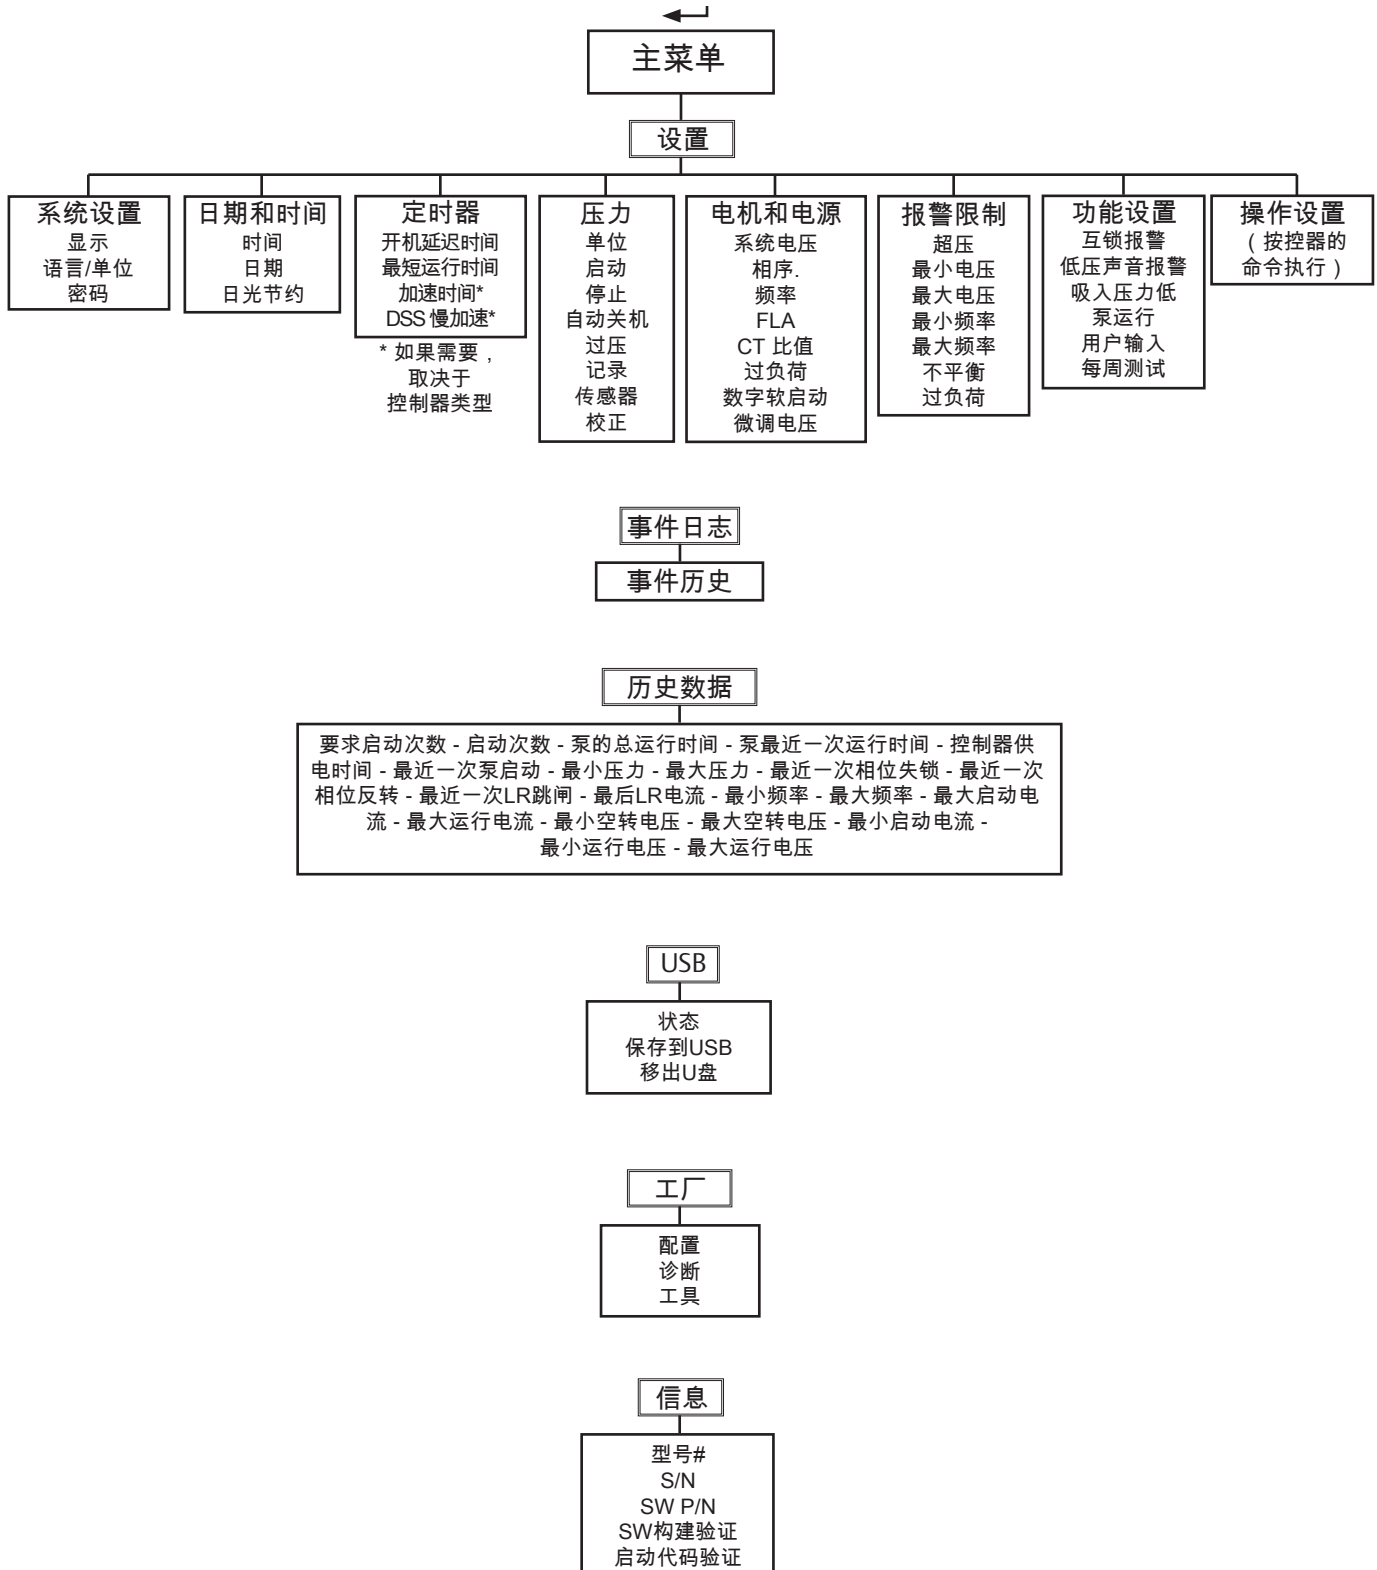 主菜单
设置
系统设置
显示
语言/单位
密码
日期和时间
时间
日期
日光节约
定时器
开机延迟时间
最短运行时间
加速时间*
DSS 慢加速*
* 如果需要，
取决于
控制器类型
压力
单位
启动
停止
自动关机
过压
记录
传感器
校正
电机和电源
系统电压
相序.
频率
FLA
CT 比值
过负荷
数字软启动
微调电压
报警限制
超压
最小电压
最大电压
最小频率
最大频率
不平衡
过负荷
功能设置
互锁报警
低压声音报警
吸入压力低
泵运行
用户输入
每周测试
操作设置
（按控器的
命令执行）
事件日志
事件历史
历史数据
要求启动次数 - 启动次数 - 泵的总运行时间 - 泵最近一次运行时间 - 控制器供
电时间 - 最近一次泵启动 - 最小压力 - 最大压力 - 最近一次相位失锁 - 最近一次
相位反转 - 最近一次LR跳闸 - 最后LR电流 - 最小频率 - 最大频率 - 最大启动电
流 - 最大运行电流 - 最小空转电压 - 最大空转电压 - 最小启动电流 -
最小运行电压 - 最大运行电压
USB
状态
保存到USB
移出U盘
工厂
配置
诊断
工具
信息
型号#
S/N
SW P/N
SW构建验证
启动代码验证